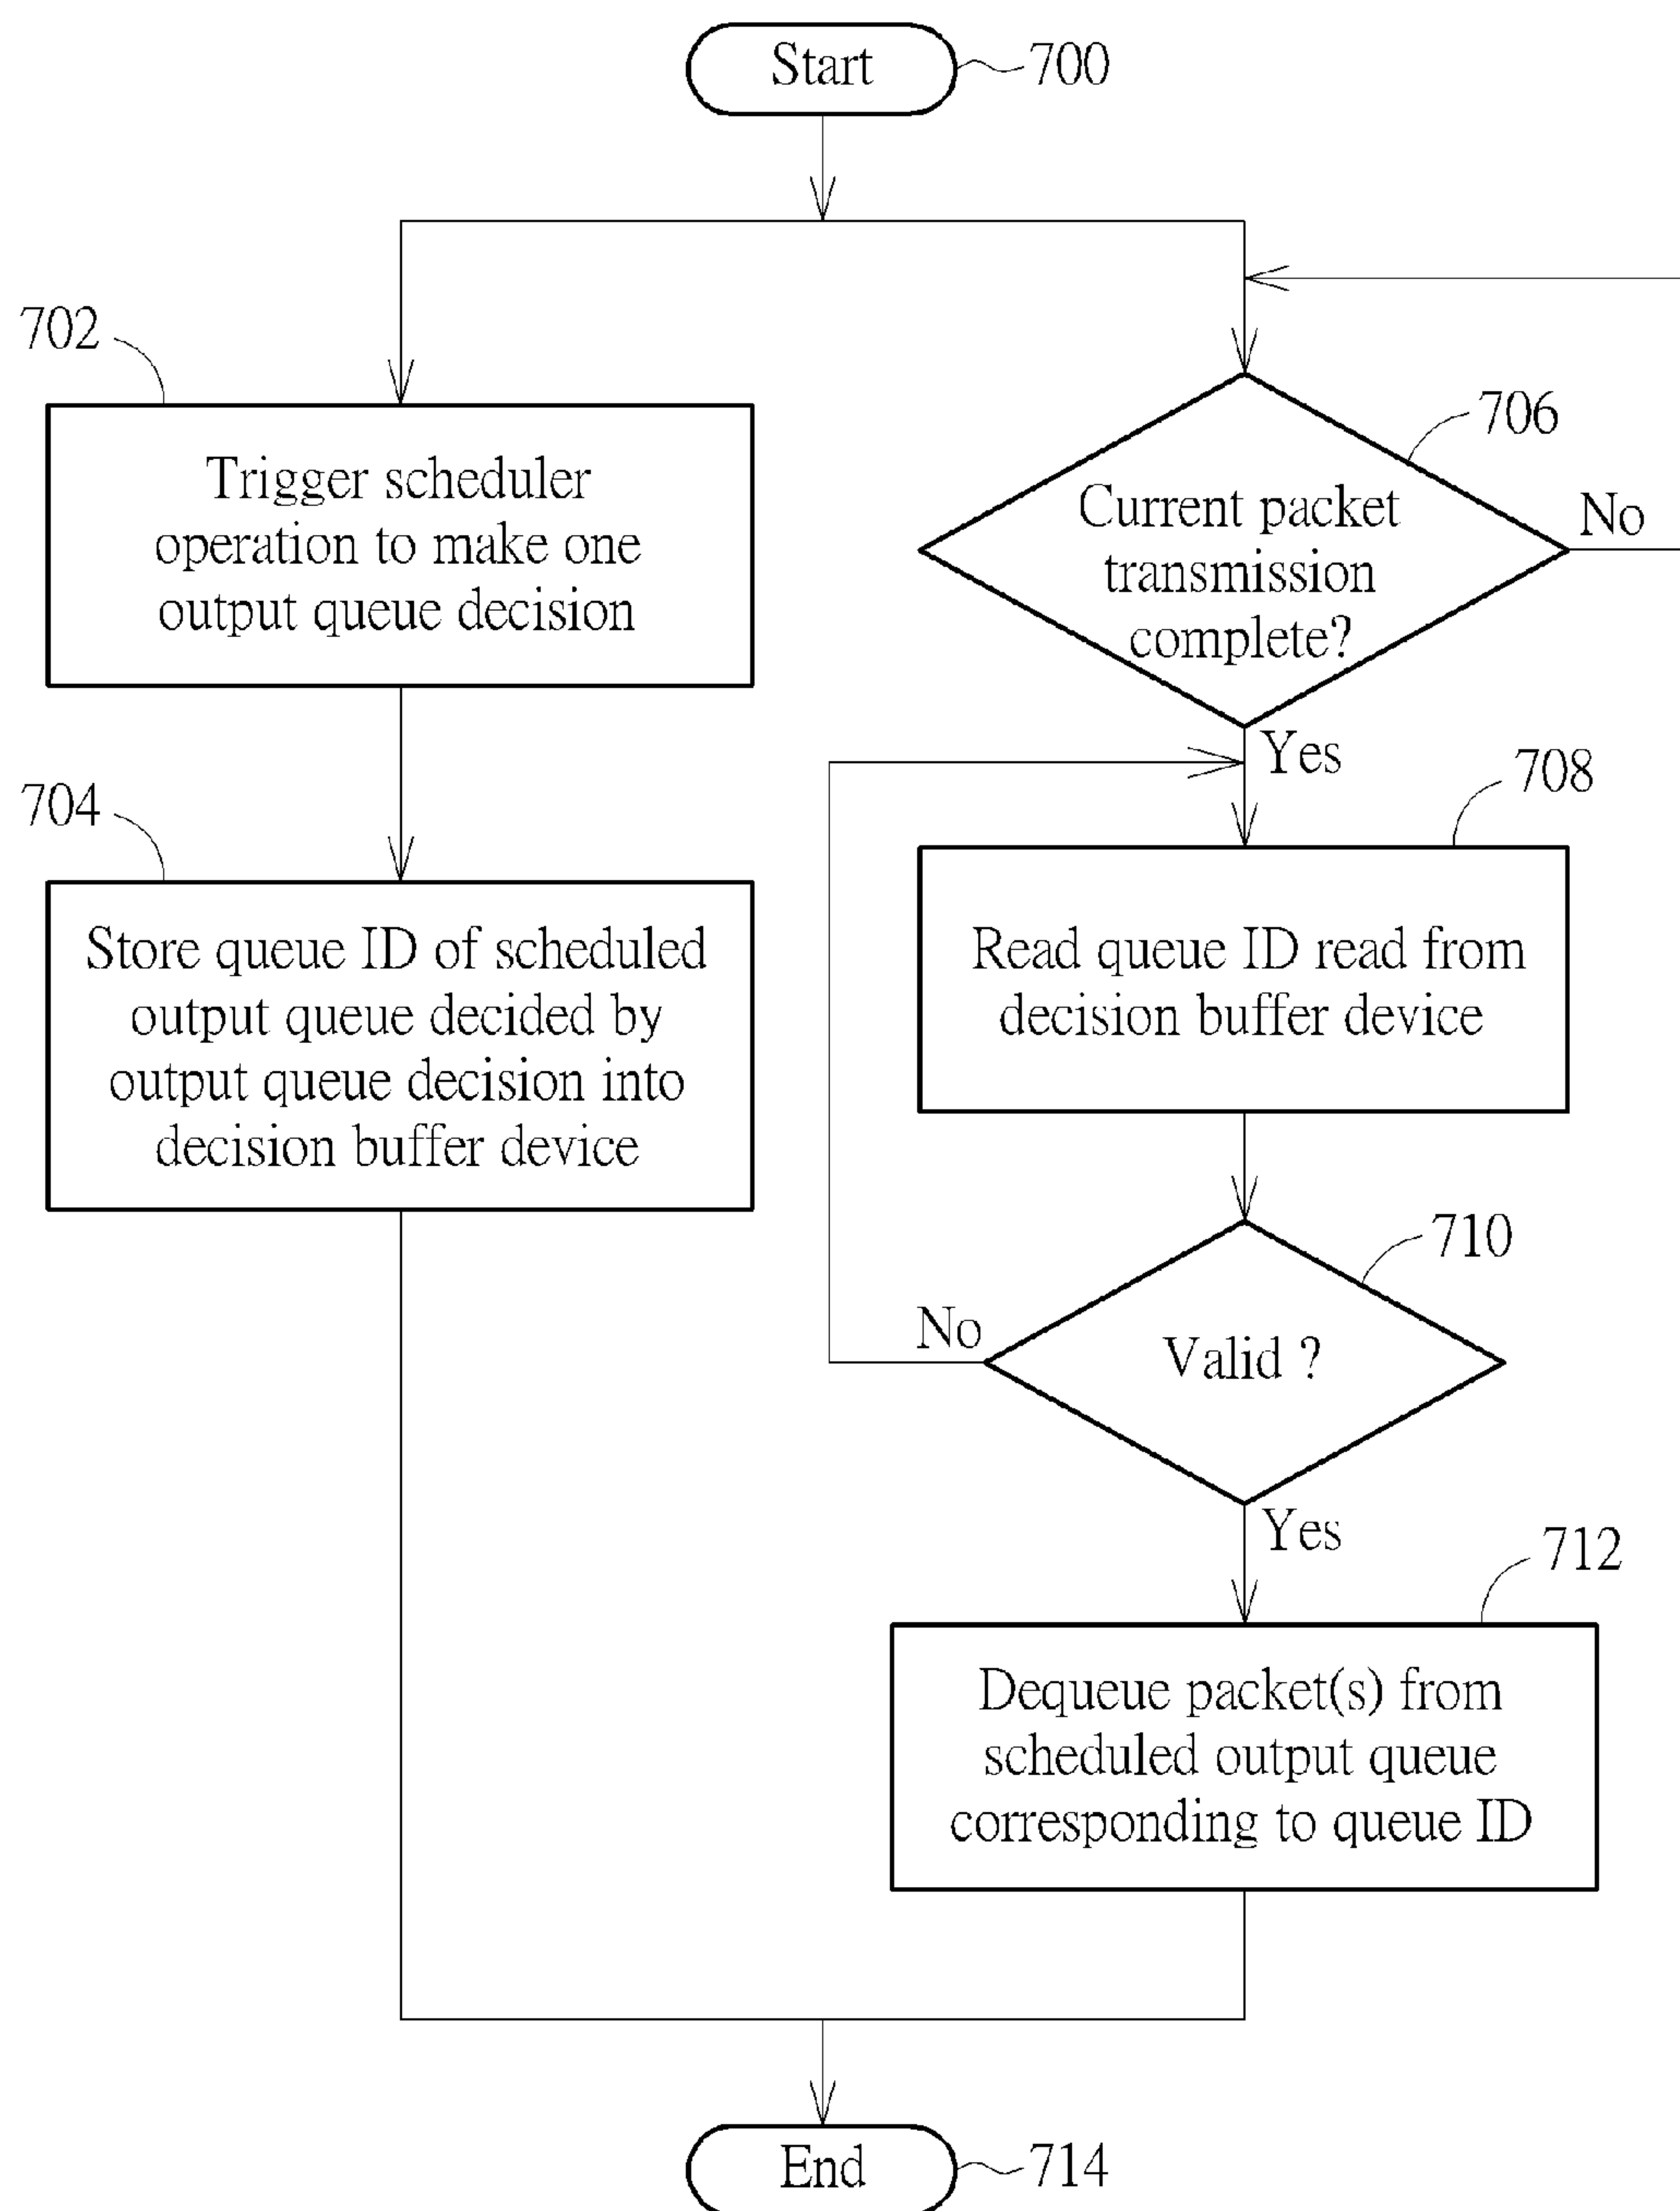 Start
700
702
Trigger scheduler
operation to make one
output queue decision
706
Current packet
transmission
complete?
No
Yes
704
Store queue ID of scheduled
output queue decided by
output queue decision into
decision buffer device
708
Read queue ID read from
decision buffer device
710
Valid ?
No
Yes
712
Dequeue packet(s) from
scheduled output queue
corresponding to queue ID
End
714